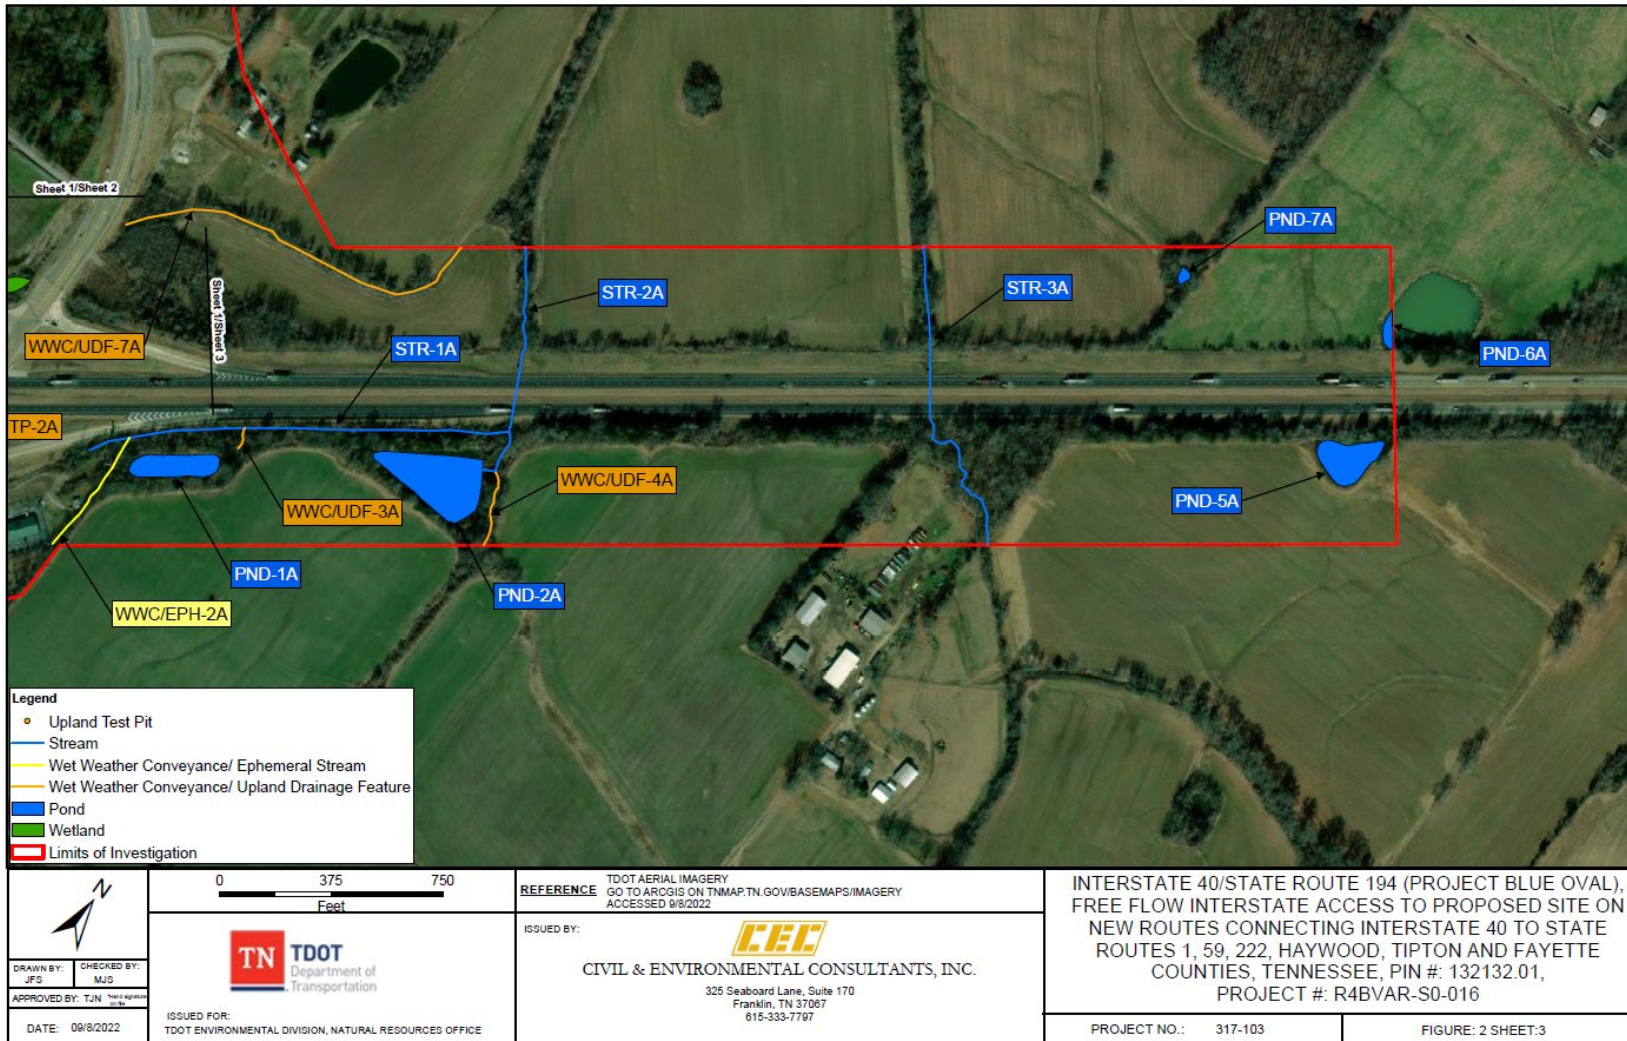 Sheet 1/Sheet 2
PND-7A
STR-2A
STR-3A
Sheet 1/Sheet 3
WWC/UDF-7A
STR-1A
PND-6A
TP-2A
WWC/UDF-4A
PND-5A
WWC/UDF-3A
PND-1A
PND-2A
WWC/EPH-2A
Legend
Upland Test Pit
Stream
Wet Weather Conveyance/ Ephemeral Stream
Wet Weather Conveyance/ Upland Drainage Feature
Pond
Wetland
Limits of Investigation
N
DRAWN BY:
JFS
CHECKED BY:
MJS
APPROVED BY: TJN
DATE: 09/8/2022
0 375 750
Feet
TN TDOT
Department of
Transportation
ISSUED FOR:
TDOT ENVIRONMENTAL DIVISION, NATURAL RESOURCES OFFICE
REFERENCE
TDOT AERIAL IMAGERY
GO TO ARCGIS ON TNMAP.TN.GOV/BASEMAPS/IMAGERY
ACCESSED 9/8/2022
ISSUED BY:
CEC
CIVIL & ENVIRONMENTAL CONSULTANTS, INC.
325 Seaboard Lane, Suite 170
Franklin, TN 37067
615-333-7797
INTERSTATE 40/STATE ROUTE 194 (PROJECT BLUE OVAL),
FREE FLOW INTERSTATE ACCESS TO PROPOSED SITE ON
NEW ROUTES CONNECTING INTERSTATE 40 TO STATE
ROUTES 1, 59, 222, HAYWOOD, TIPTON AND FAYETTE
COUNTIES, TENNESSEE, PIN #: 132132.01,
PROJECT #: R4BVAR-S0-016
PROJECT NO.: 317-103
FIGURE: 2 SHEET:3